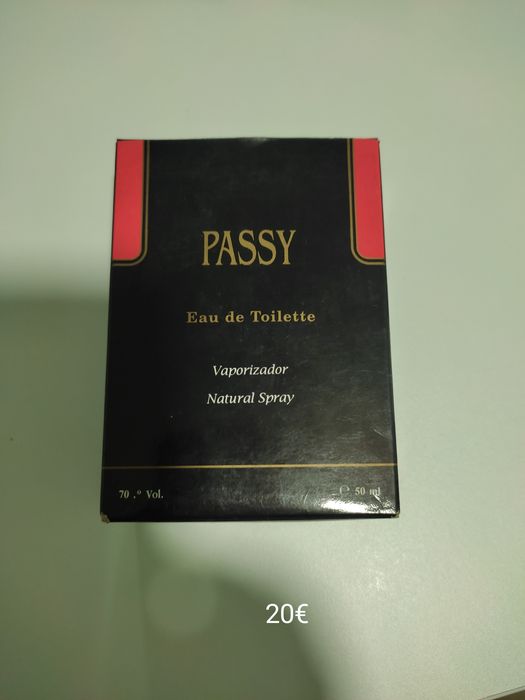 PASSY
Eau de Toilette
Vaporizador
Natural Spray
70 .º Vol.
℮ 50 ml
20€